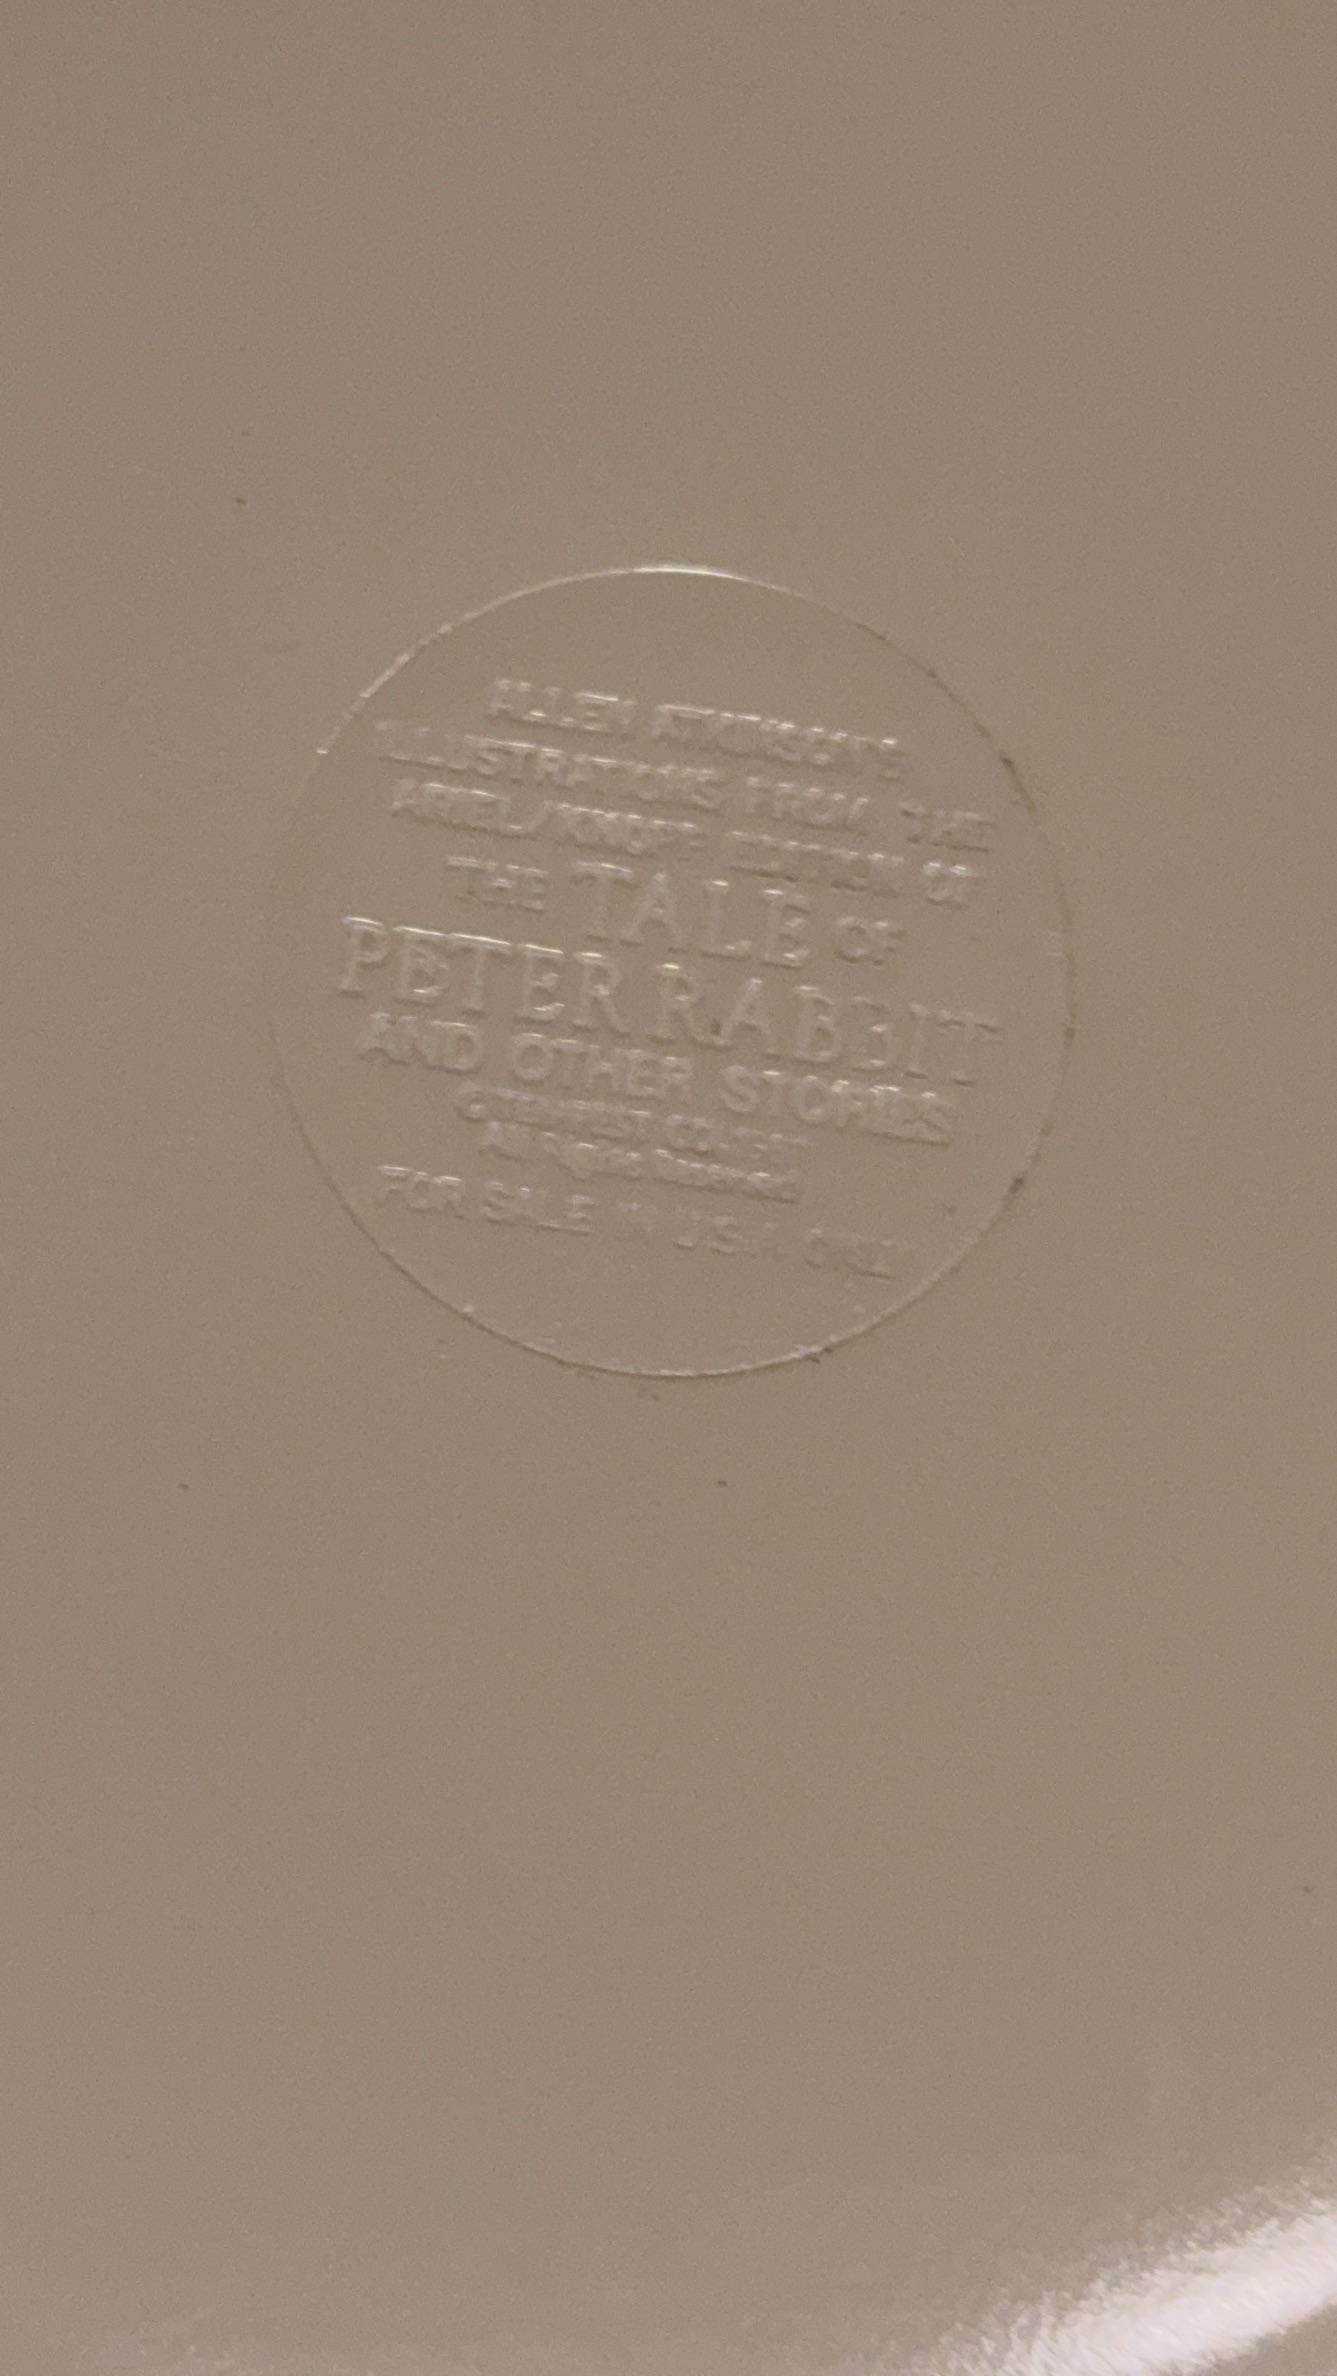 ALLEN ATKINSON'S
ILLUSTRATIONS FROM THE
ARIEL/KNOPF EDITION OF
THE TALE OF
PETER RABBIT
AND OTHER STORIES
All Rights Reserved
FOR SALE IN U.S.A. ONLY